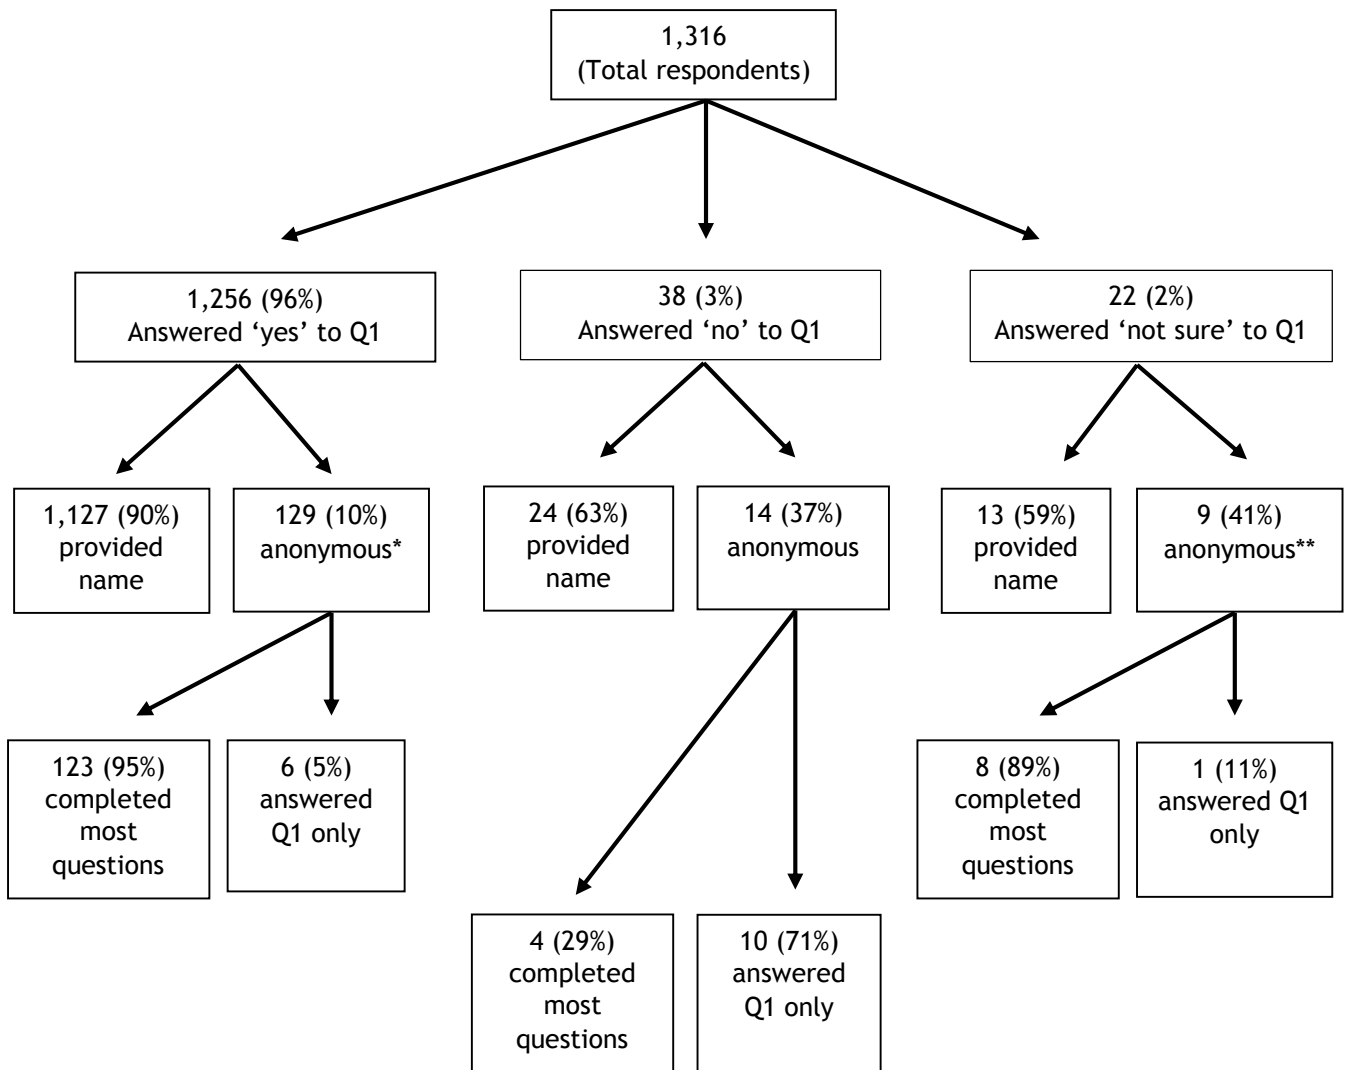 1,316
(Total respondents)
1,256 (96%)
Answered ‘yes’ to Q1
38 (3%)
Answered ‘no’ to Q1
22 (2%)
Answered ‘not sure’ to Q1
1,127 (90%)
provided
name
129 (10%)
anonymous*
24 (63%)
provided
name
14 (37%)
anonymous
13 (59%)
provided
name
9 (41%)
anonymous**
123 (95%)
completed
most
questions
6 (5%)
answered
Q1 only
8 (89%)
completed
most
questions
1 (11%)
answered Q1
only
4 (29%)
completed
most
questions
10 (71%)
answered
Q1 only